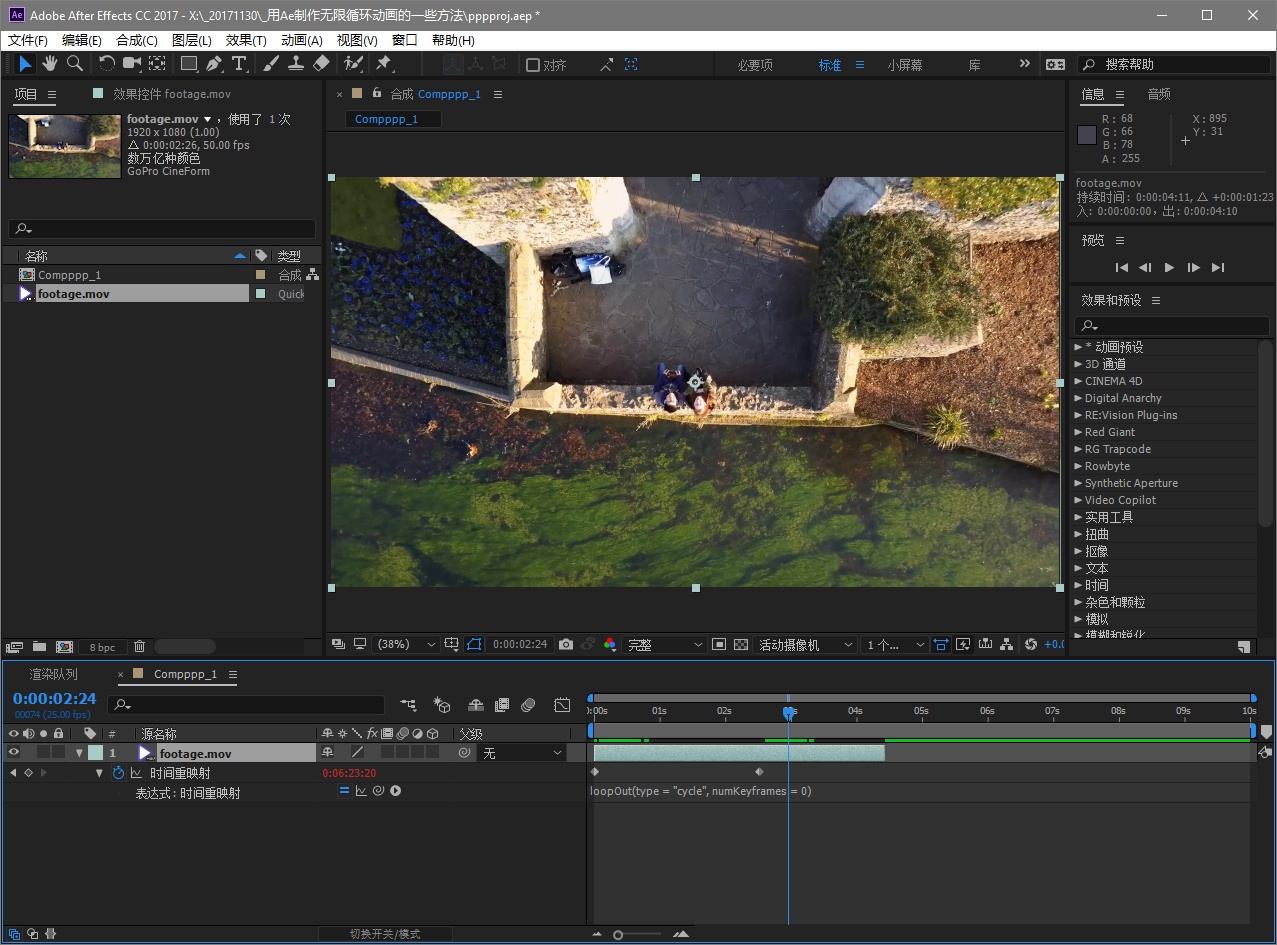 Adobe After Effects CC 2017 - X:\_20171130\_用Ae制作无限循环动画的一些方法\pppproj.aep *
文件(F) 编辑(E) 合成(C) 图层(L) 效果(T) 动画(A) 视图(V) 窗口 帮助(H)
对齐 必要项 标准 小屏幕 库 搜索帮助
项目 效果控件 footage.mov
footage.mov ，使用了 1 次
1920 x 1080 (1.00)
△ 0:00:02:26, 50.00 fps
数万亿种颜色
GoPro CineForm
名称 类型
Compppp_1 合成
footage.mov Quick
8 bpc
合成 Compppp_1
Compppp_1
(38%) 0:00:02:24 完整 活动摄像机 1 个... +0.0
信息 音频
R : 68 X : 895
G : 66 Y : 31
B : 78
A : 255
footage.mov
持续时间 : 0:00:04:11, △ +0:00:01:23
入: 0:00:00:00，出: 0:00:04:10
预览
效果和预设
* 动画预设
3D 通道
CINEMA 4D
Digital Anarchy
RE:Vision Plug-ins
Red Giant
RG Trapcode
Rowbyte
Synthetic Aperture
Video Copilot
实用工具
扭曲
抠像
文本
时间
杂色和颗粒
模拟
模糊和锐化
渲染队列 Compppp_1
0:00:02:24
00074 (25.00 fps)
:00s 01s 02s 04s 05s 06s 07s 08s 09s 10s
# 源名称 fx 父级
1 footage.mov 无
时间重映射 0:06:23:20
表达式 : 时间重映射 loopOut(type = "cycle", numKeyframes = 0)
切换开关/模式